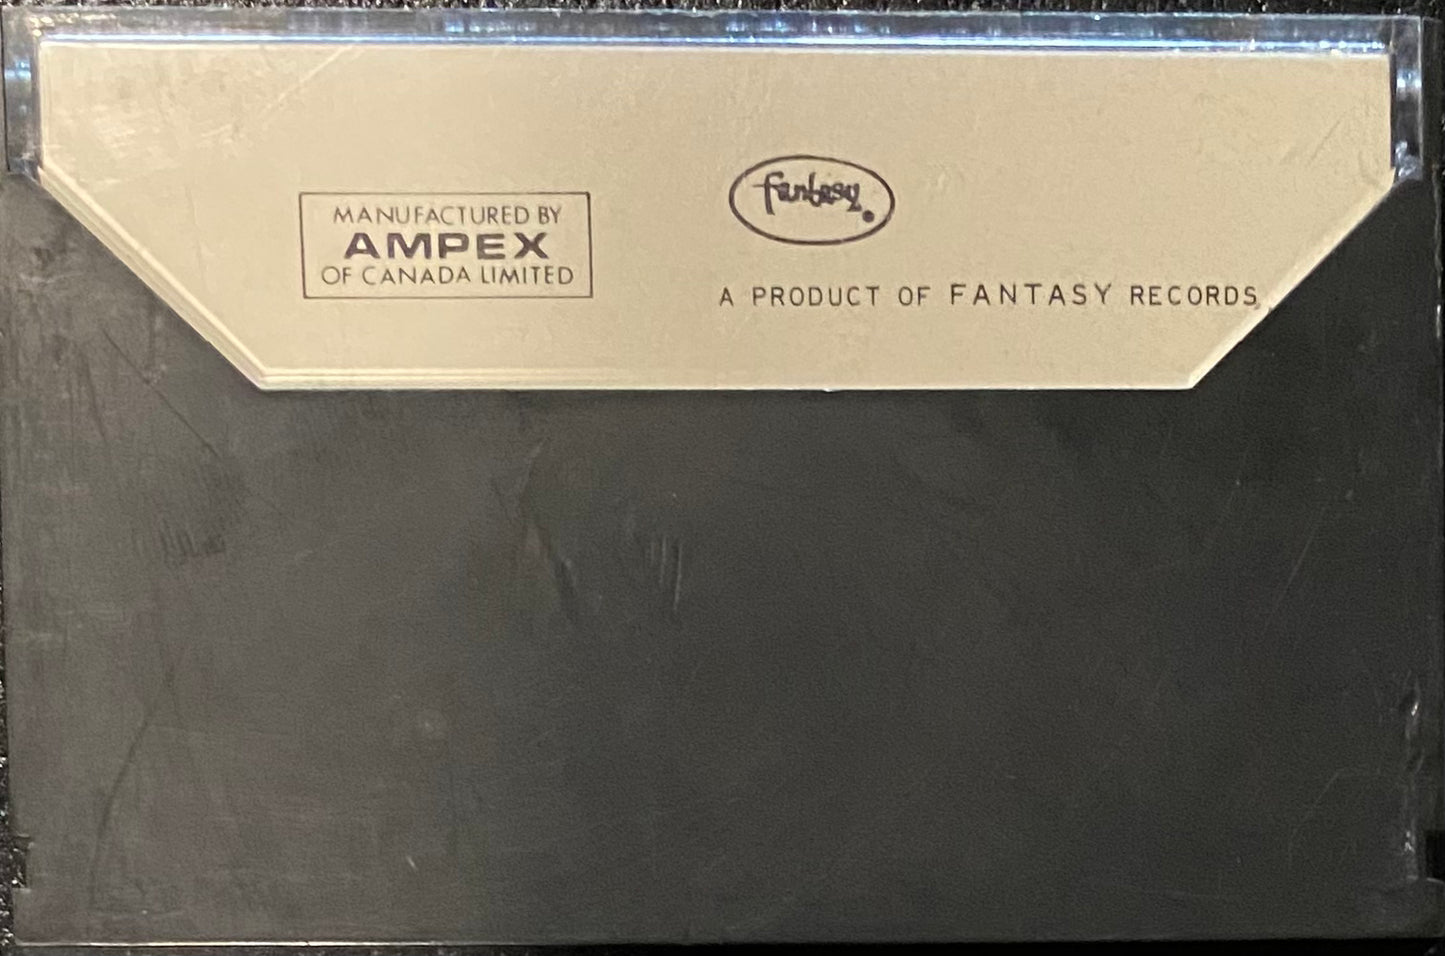 MANUFACTURED BY
AMPEX
OF CANADA LIMITED
fantasy
A PRODUCT OF FANTASY RECORDS